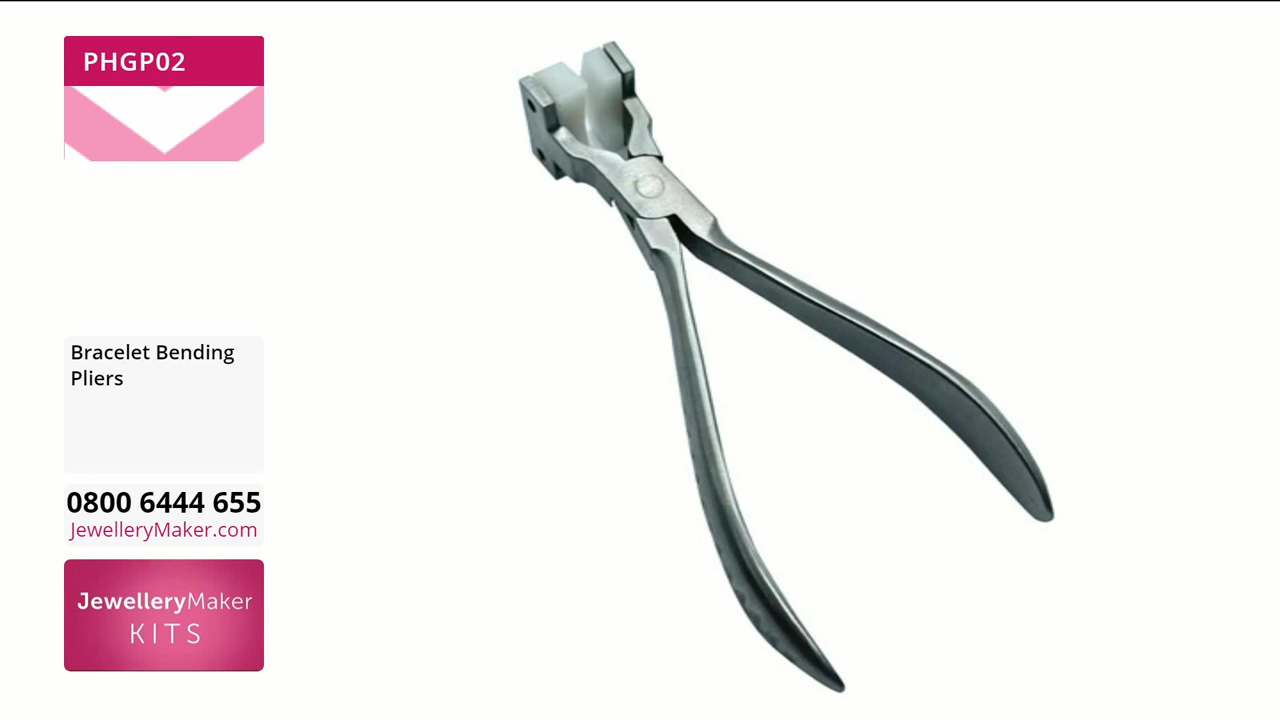 PHGP02
Bracelet Bending
Pliers
0800 6444 655
JewelleryMaker.com
JewelleryMaker
KITS